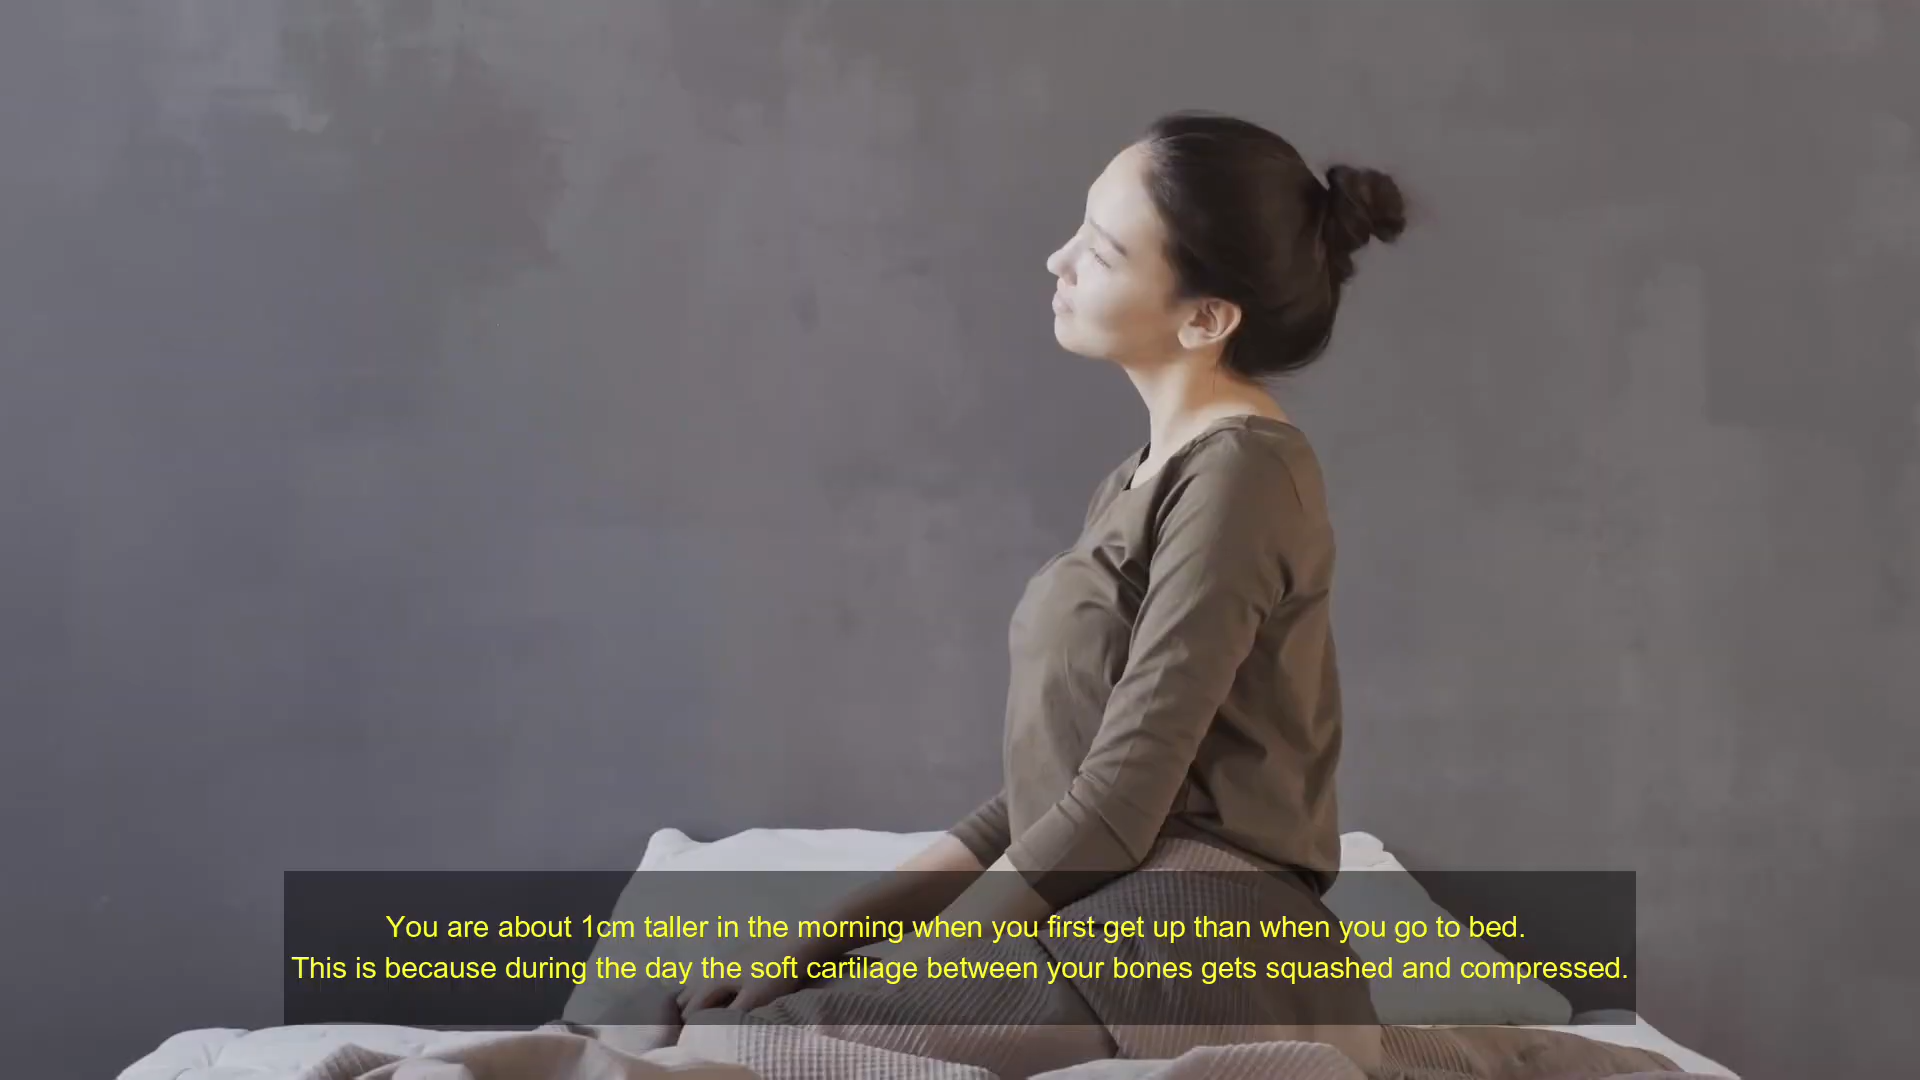 You are about 1cm taller in the morning when you first get up than when you go to bed.
This is because during the day the soft cartilage between your bones gets squashed and compressed.